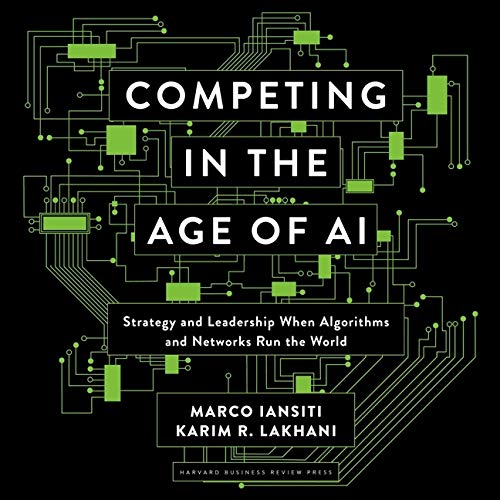 COMPETING
IN THE
AGE OF AI
Strategy and Leadership When Algorithms
and Networks Run the World
MARCO IANSITI
KARIM R. LAKHANI
HARVARD BUSINESS REVIEW PRESS